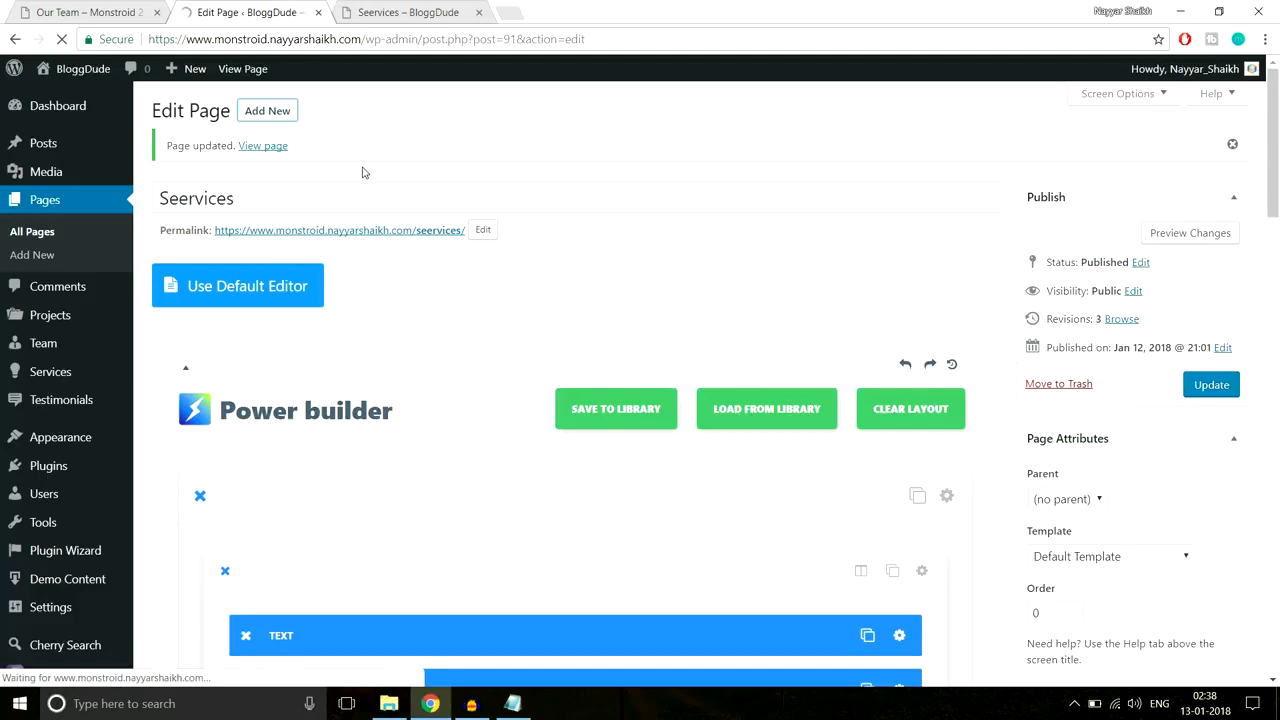 Our Team – Monstroid 2
Edit Page ‹ BloggDude —
Seervices – BloggDude
Nayyar Shaikh
Secure
https://www.monstroid.nayyarshaikh.com/wp-admin/post.php?post=91&action=edit
BloggDude
0
New
View Page
Howdy, Nayyar_Shaikh
Dashboard
Posts
Media
Pages
All Pages
Add New
Comments
Projects
Team
Services
Testimonials
Appearance
Plugins
Users
Tools
Plugin Wizard
Demo Content
Settings
Cherry Search
Edit Page
Add New
Screen Options
Help
Page updated. View page
Seervices
Permalink: https://www.monstroid.nayyarshaikh.com/seervices/
Edit
Use Default Editor
Power builder
SAVE TO LIBRARY
LOAD FROM LIBRARY
CLEAR LAYOUT
TEXT
Publish
Preview Changes
Status: Published Edit
Visibility: Public Edit
Revisions: 3 Browse
Published on: Jan 12, 2018 @ 21:01 Edit
Move to Trash
Update
Page Attributes
Parent
(no parent)
Template
Default Template
Order
0
Need help? Use the Help tab above the
screen title.
Waiting for www.monstroid.nayyarshaikh.com...
Type here to search
ENG
02:38
13-01-2018